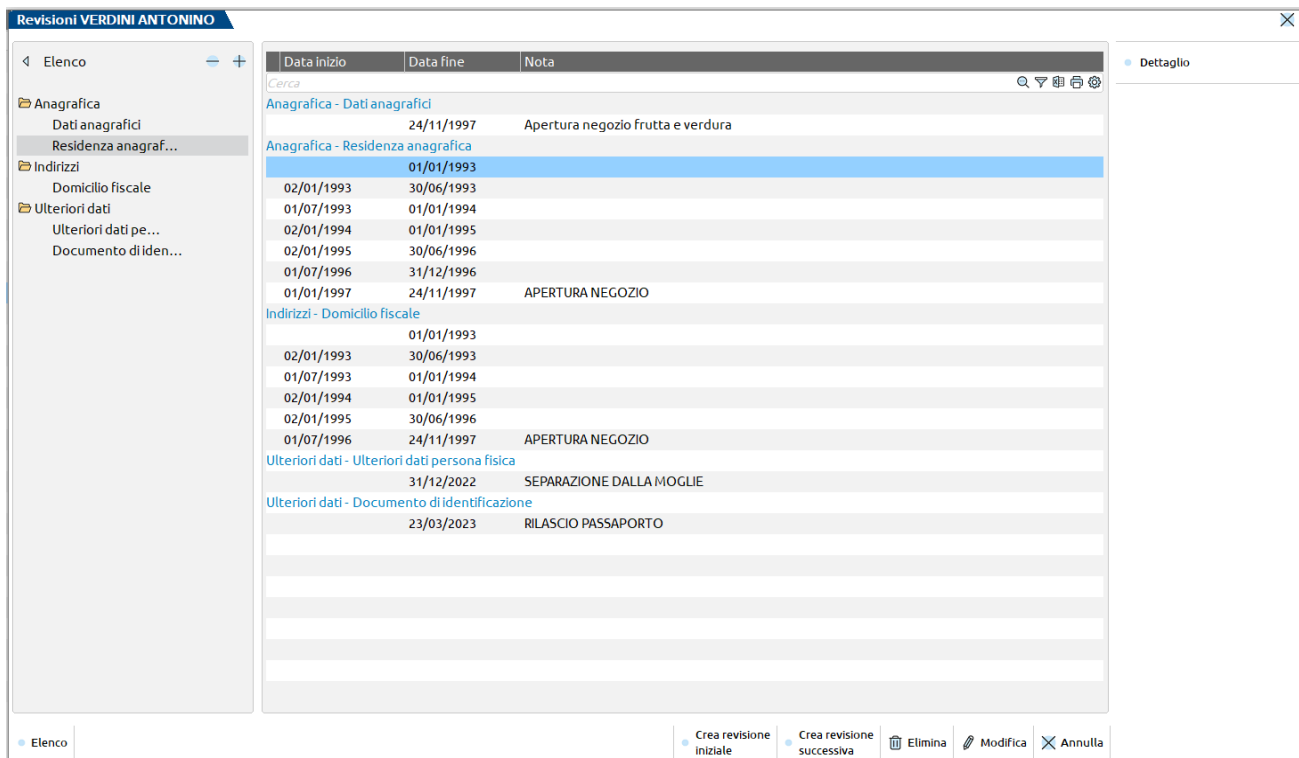 Revisioni VERDINI ANTONINO
Elenco
Anagrafica
Dati anagrafici
Residenza anagraf...
Indirizzi
Domicilio fiscale
Ulteriori dati
Ulteriori dati pe...
Documento di iden...
Data inizio Data fine Nota
Cerca
Anagrafica - Dati anagrafici
24/11/1997 Apertura negozio frutta e verdura
Anagrafica - Residenza anagrafica
01/01/1993
02/01/1993 30/06/1993
01/07/1993 01/01/1994
02/01/1994 01/01/1995
02/01/1995 30/06/1996
01/07/1996 31/12/1996
01/01/1997 24/11/1997 APERTURA NEGOZIO
Indirizzi - Domicilio fiscale
01/01/1993
02/01/1993 30/06/1993
01/07/1993 01/01/1994
02/01/1994 01/01/1995
02/01/1995 30/06/1996
01/07/1996 24/11/1997 APERTURA NEGOZIO
Ulteriori dati - Ulteriori dati persona fisica
31/12/2022 SEPARAZIONE DALLA MOGLIE
Ulteriori dati - Documento di identificazione
23/03/2023 RILASCIO PASSAPORTO
Dettaglio
Elenco
Crea revisione
iniziale
Crea revisione
successiva
Elimina
Modifica
Annulla